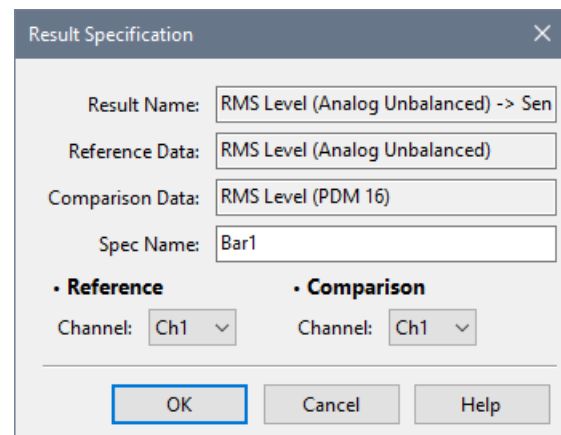 Result Specification
Result Name: RMS Level (Analog Unbalanced) -> Sen
Reference Data: RMS Level (Analog Unbalanced)
Comparison Data: RMS Level (PDM 16)
Spec Name: Bar1
• Reference • Comparison
Channel: Ch1 Channel: Ch1
OK Cancel Help